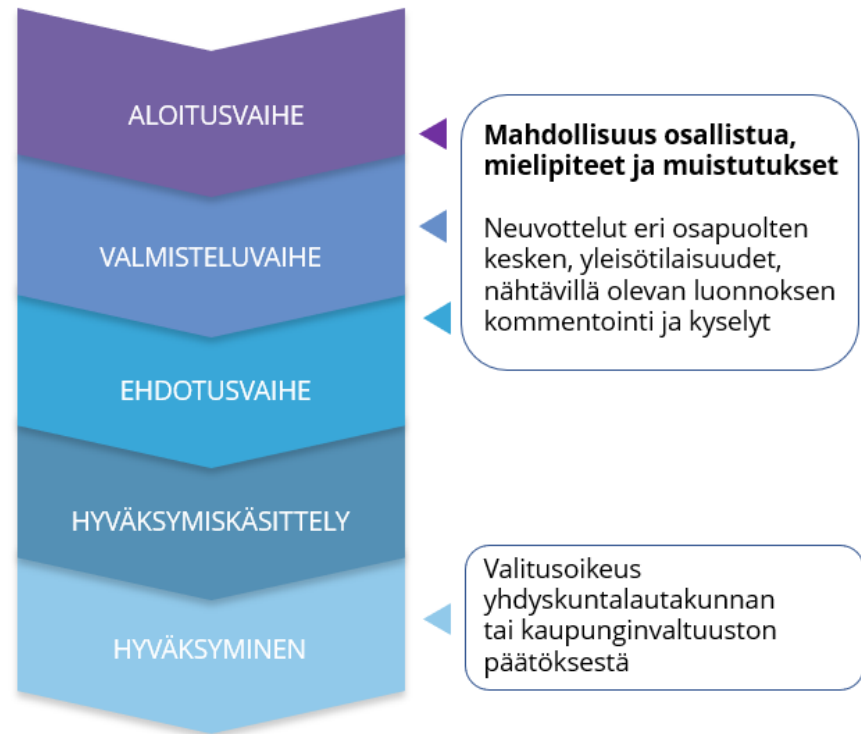 ALOITUSVAIHE
VALMISTELUVAIHE
EHDOTUSVAIHE
HYVÄKSYMISKÄSITTELY
HYVÄKSYMINEN
Mahdollisuus osallistua,
mielipiteet ja muistutukset
Neuvottelut eri osapuolten
kesken, yleisötilaisuudet,
nähtävillä olevan luonnoksen
kommentointi ja kyselyt
Valitusoikeus
yhdyskuntalautakunnan
tai kaupunginvaltuuston
päätöksestä